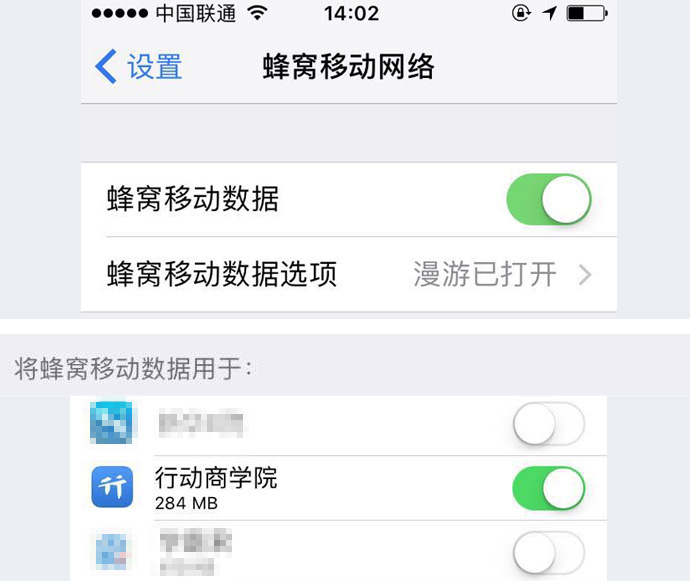 中国联通 14:02
设置 蜂窝移动网络
蜂窝移动数据
蜂窝移动数据选项 漫游已打开
将蜂窝移动数据用于：
行动商学院
284 MB